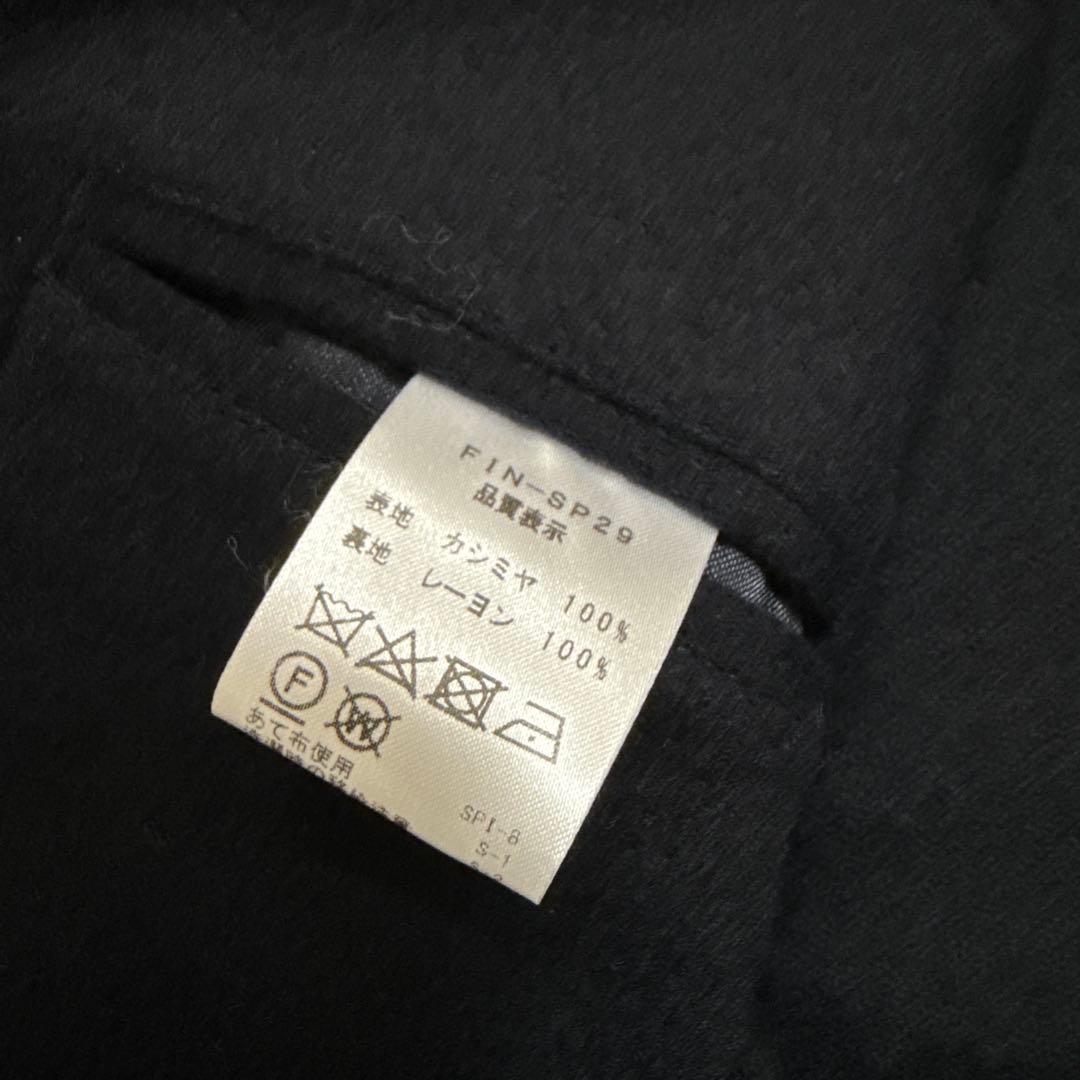 FIN-SP29
品質表示
表地 カシミヤ 100%
裏地 レーヨン 100%
F W
あて布使用
SPI-8
S-1